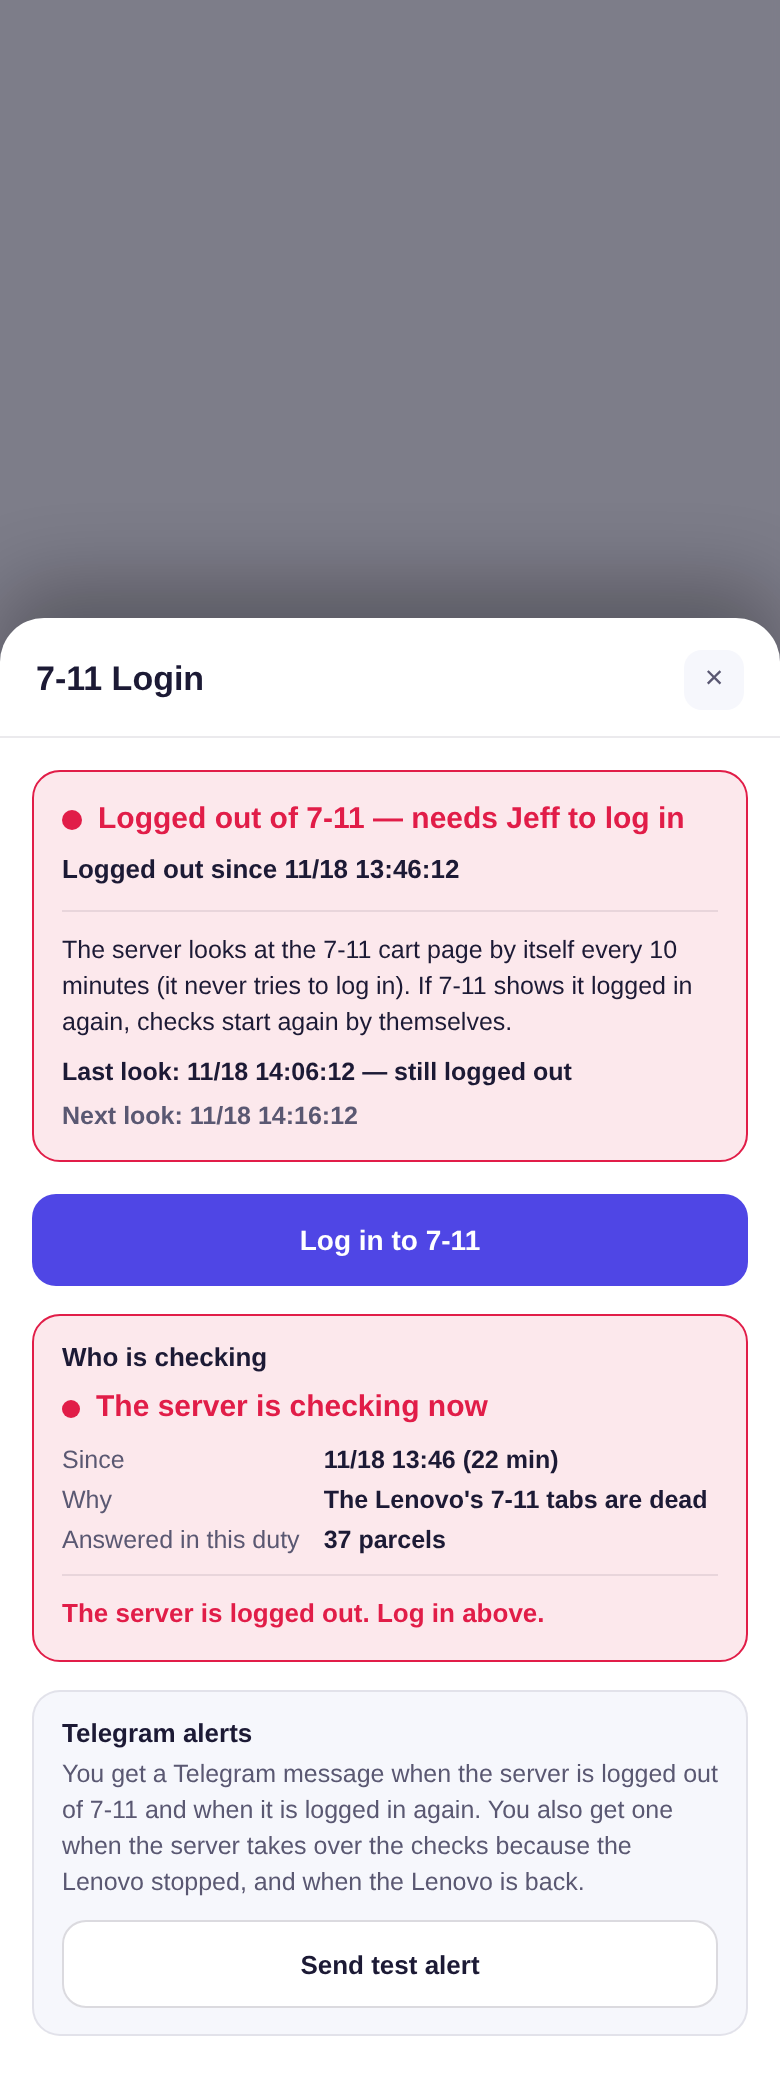 7-11 Login
✕
Logged out of 7-11 — needs Jeff to log in
Logged out since 11/18 13:46:12
The server looks at the 7-11 cart page by itself every 10
minutes (it never tries to log in). If 7-11 shows it logged in
again, checks start again by themselves.
Last look: 11/18 14:06:12 — still logged out
Next look: 11/18 14:16:12
Log in to 7-11
Who is checking
The server is checking now
Since 11/18 13:46 (22 min)
Why The Lenovo's 7-11 tabs are dead
Answered in this duty 37 parcels
The server is logged out. Log in above.
Telegram alerts
You get a Telegram message when the server is logged out
of 7-11 and when it is logged in again. You also get one
when the server takes over the checks because the
Lenovo stopped, and when the Lenovo is back.
Send test alert